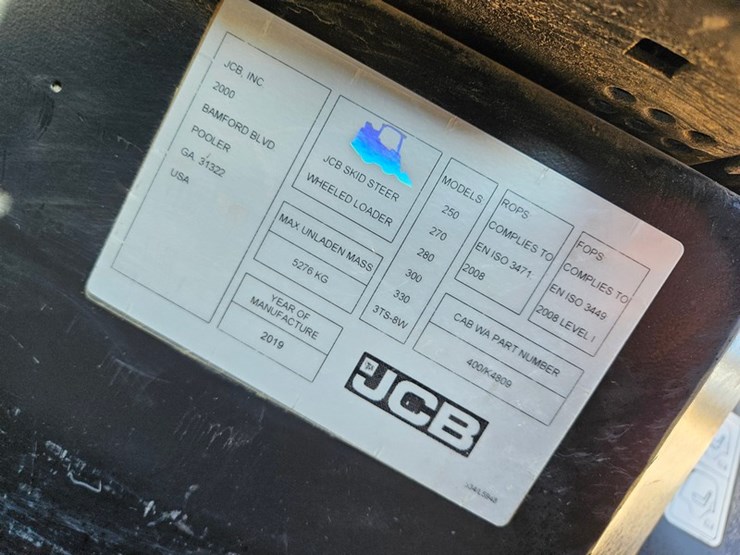 JCB, INC
2000
BAMFORD BLVD
POOLER
GA 31322
USA
JCB SKID STEER
WHEELED LOADER
MAX UNLADEN MASS
5276 KG
YEAR OF
MANUFACTURE
2019
MODELS
250
270
280
300
330
3TS-8W
ROPS
COMPLIES TO
EN ISO 3471
2008
FOPS
COMPLIES TO
EN ISO 3449
2008 LEVEL I
CAB WA PART NUMBER
400/K4809
JCB